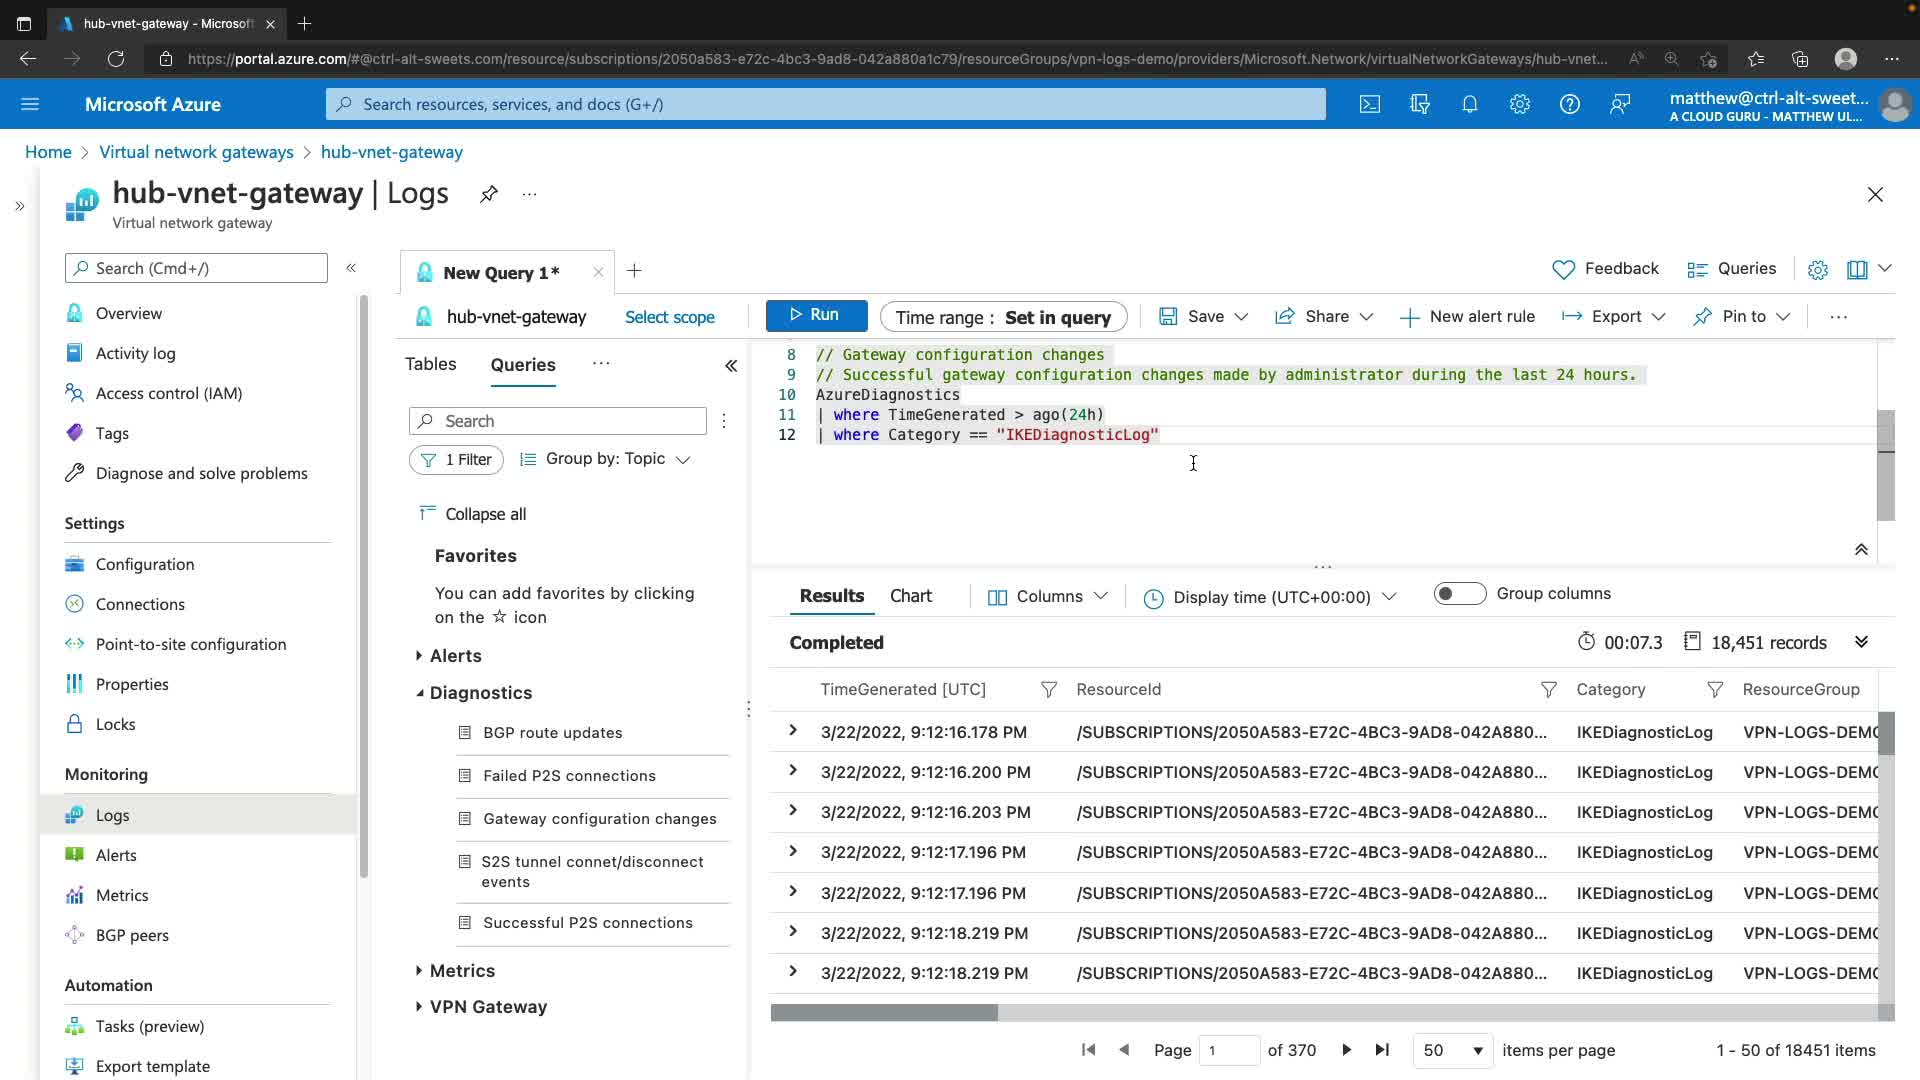 hub-vnet-gateway - Microsoft
https://portal.azure.com/#@ctrl-alt-sweets.com/resource/subscriptions/2050a583-e72c-4bc3-9ad8-042a880a1c79/resourceGroups/vpn-logs-demo/providers/Microsoft.Network/virtualNetworkGateways/hub-vnet...
Microsoft Azure
Search resources, services, and docs (G+/)
matthew@ctrl-alt-sweet...
A CLOUD GURU - MATTHEW UL...
Home > Virtual network gateways > hub-vnet-gateway
hub-vnet-gateway | Logs
Virtual network gateway
Search (Cmd+/)
Overview
Activity log
Access control (IAM)
Tags
Diagnose and solve problems
Settings
Configuration
Connections
Point-to-site configuration
Properties
Locks
Monitoring
Logs
Alerts
Metrics
BGP peers
Automation
Tasks (preview)
Export template
New Query 1*
Feedback
Queries
hub-vnet-gateway
Select scope
Run
Time range : Set in query
Save
Share
New alert rule
Export
Pin to
Tables
Queries
Search
1 Filter
Group by: Topic
Collapse all
Favorites
You can add favorites by clicking
on the ☆ icon
Alerts
Diagnostics
BGP route updates
Failed P2S connections
Gateway configuration changes
S2S tunnel connet/disconnect
events
Successful P2S connections
Metrics
VPN Gateway
8 // Gateway configuration changes
9 // Successful gateway configuration changes made by administrator during the last 24 hours.
10 AzureDiagnostics
11 | where TimeGenerated > ago(24h)
12 | where Category == "IKEDiagnosticLog"
Results
Chart
Columns
Display time (UTC+00:00)
Group columns
Completed
00:07.3
18,451 records
TimeGenerated [UTC] ResourceId Category ResourceGroup
3/22/2022, 9:12:16.178 PM /SUBSCRIPTIONS/2050A583-E72C-4BC3-9AD8-042A880... IKEDiagnosticLog VPN-LOGS-DEMO
3/22/2022, 9:12:16.200 PM /SUBSCRIPTIONS/2050A583-E72C-4BC3-9AD8-042A880... IKEDiagnosticLog VPN-LOGS-DEMO
3/22/2022, 9:12:16.203 PM /SUBSCRIPTIONS/2050A583-E72C-4BC3-9AD8-042A880... IKEDiagnosticLog VPN-LOGS-DEMO
3/22/2022, 9:12:17.196 PM /SUBSCRIPTIONS/2050A583-E72C-4BC3-9AD8-042A880... IKEDiagnosticLog VPN-LOGS-DEMO
3/22/2022, 9:12:17.196 PM /SUBSCRIPTIONS/2050A583-E72C-4BC3-9AD8-042A880... IKEDiagnosticLog VPN-LOGS-DEMO
3/22/2022, 9:12:18.219 PM /SUBSCRIPTIONS/2050A583-E72C-4BC3-9AD8-042A880... IKEDiagnosticLog VPN-LOGS-DEMO
3/22/2022, 9:12:18.219 PM /SUBSCRIPTIONS/2050A583-E72C-4BC3-9AD8-042A880... IKEDiagnosticLog VPN-LOGS-DEMO
Page 1 of 370
50 items per page
1 - 50 of 18451 items